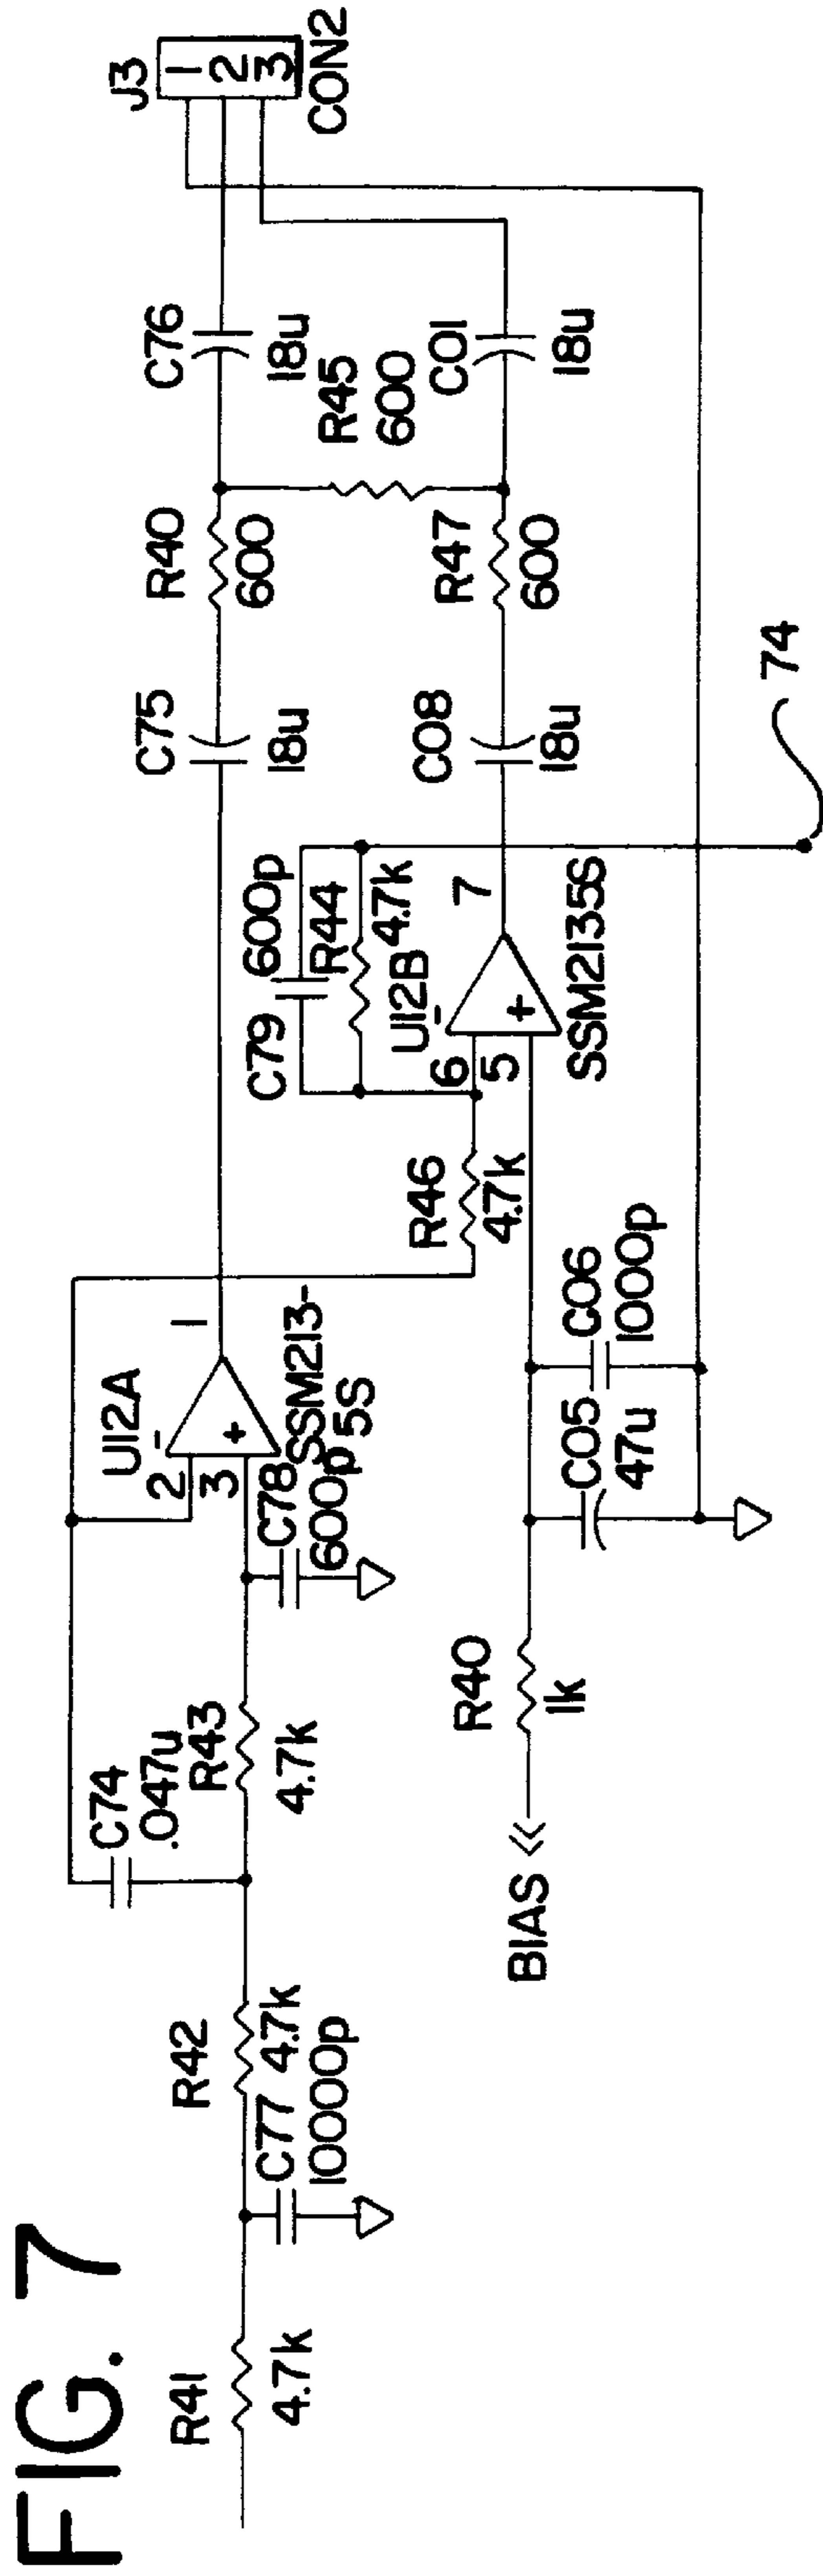 FIG. 7
R41
4.7k
C77
10000p
R42
4.7k
C74
.047u
R43
4.7k
C78
600p
U12A
2
3
-
+
1
SSM213-
5S
R46
4.7k
C79
600p
R44
4.7k
U12B
6
5
-
+
7
SSM2135S
BIAS
R40
1k
C05
47u
C06
1000p
C75
18u
C08
18u
R40
600
R47
600
R45
600
C76
18u
C01
18u
J3
1
2
3
CON2
74